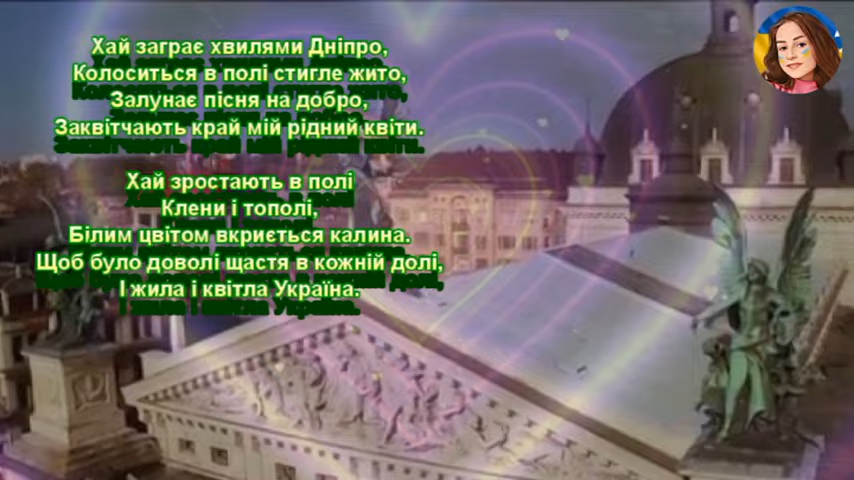 Хай заграє хвилями Дніпро,
Колоситься в полі стигле жито,
Залунає пісня на добро,
Заквітчають край мій рідний квіти.
Хай зростають в полі
Клени і тополі,
Білим цвітом вкриється калина.
Щоб було доволі щастя в кожній долі,
І жила і квітла Україна.